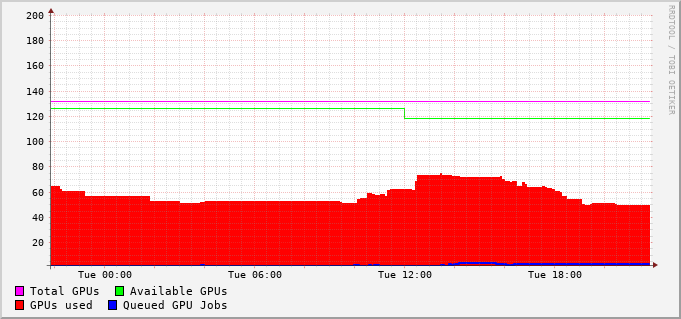 200
180
160
140
120
100
80
60
40
20
Tue 00:00 Tue 06:00 Tue 12:00 Tue 18:00
Total GPUs Available GPUs
GPUs used Queued GPU Jobs
RRDTOOL / TOBI OETIKER